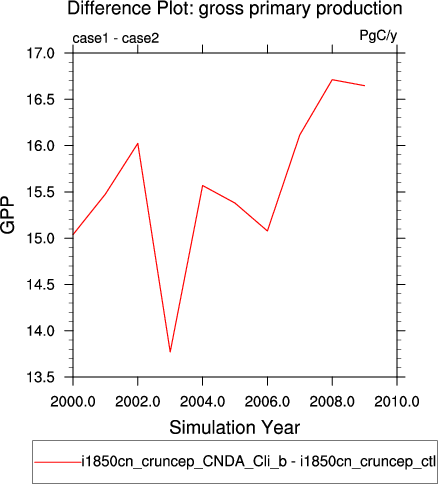 Difference Plot: gross primary production
case1 - case2 PgC/y
17.0
16.5
16.0
15.5
15.0
14.5
14.0
13.5
GPP
2000.0 2002.0 2004.0 2006.0 2008.0 2010.0
Simulation Year
i1850cn_cruncep_CNDA_Cli_b - i1850cn_cruncep_ctl